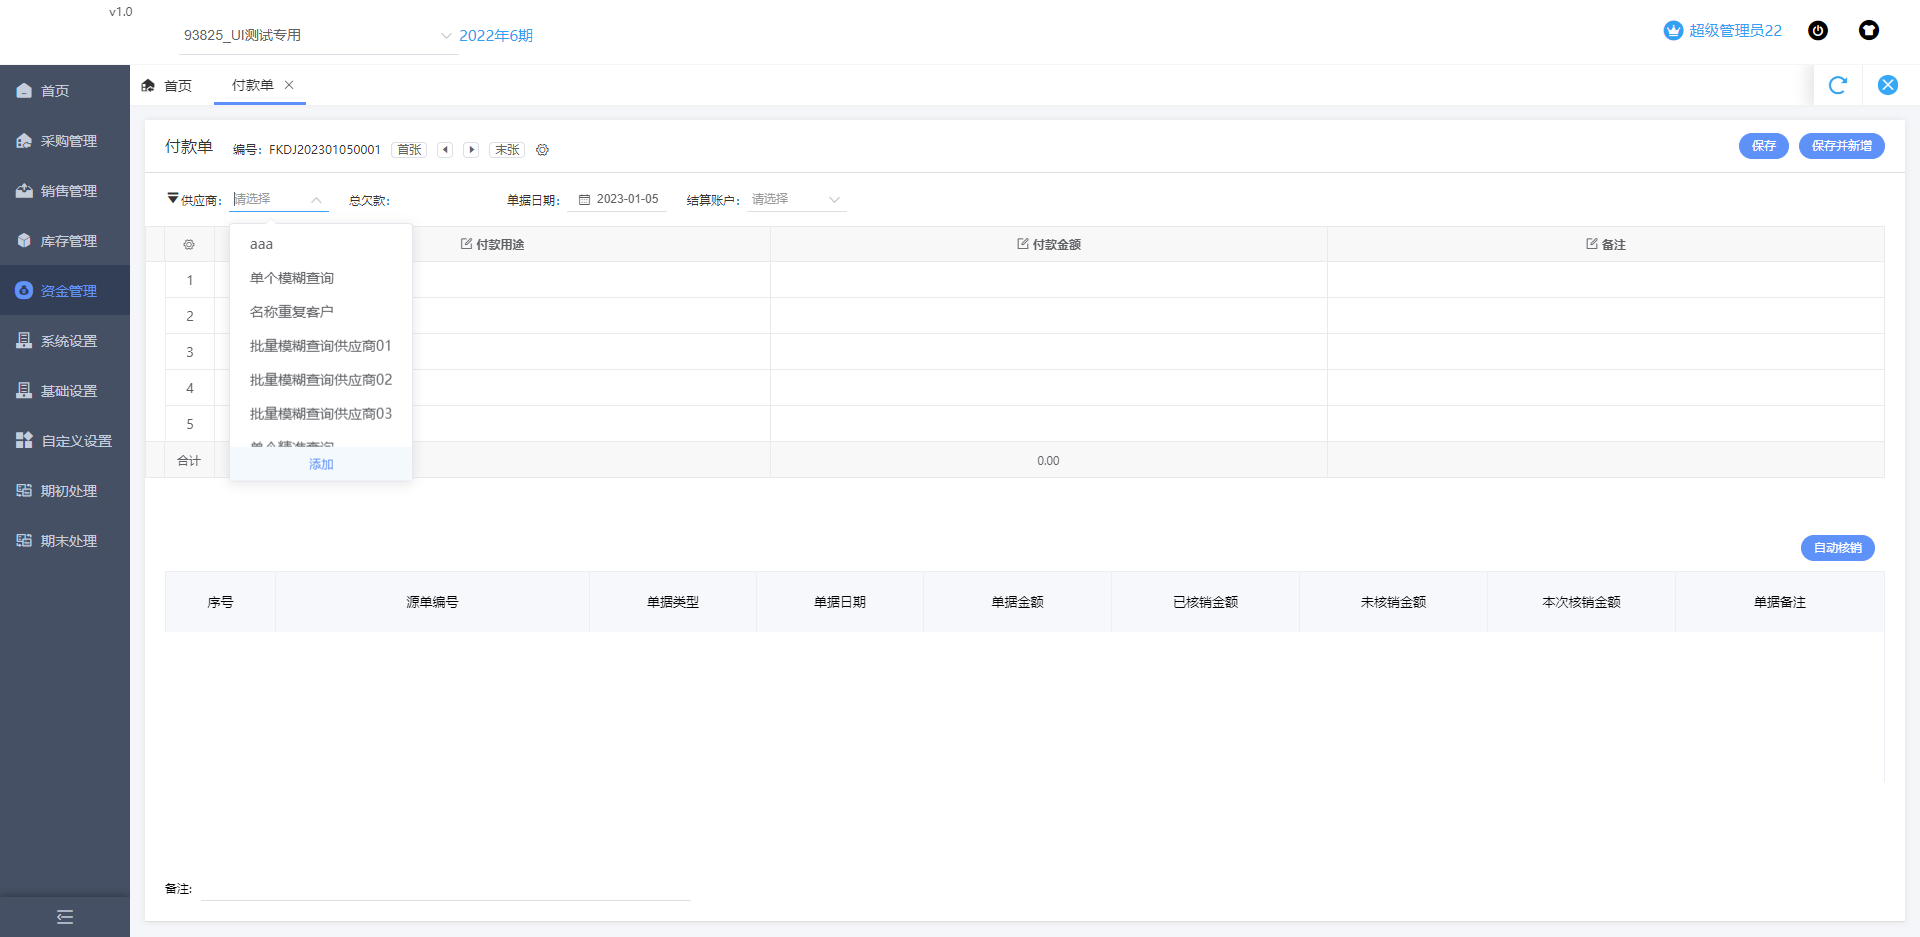 v1.0
93825_UI测试专用 2022年6期 超级管理员22
首页
采购管理
销售管理
库存管理
资金管理
系统设置
基础设置
自定义设置
期初处理
期末处理
首页 付款单
付款单 编号: FKDJ202301050001 首张 末张 保存 保存并新增
供应商: 请选择 总欠款: 单据日期: 2023-01-05 结算账户: 请选择
aaa
单个模糊查询
名称重复客户
批量模糊查询供应商01
批量模糊查询供应商02
批量模糊查询供应商03
单个精准查询
添加
付款用途 付款金额 备注
1
2
3
4
5
合计 0.00
自动核销
序号 源单编号 单据类型 单据日期 单据金额 已核销金额 未核销金额 本次核销金额 单据备注
备注: